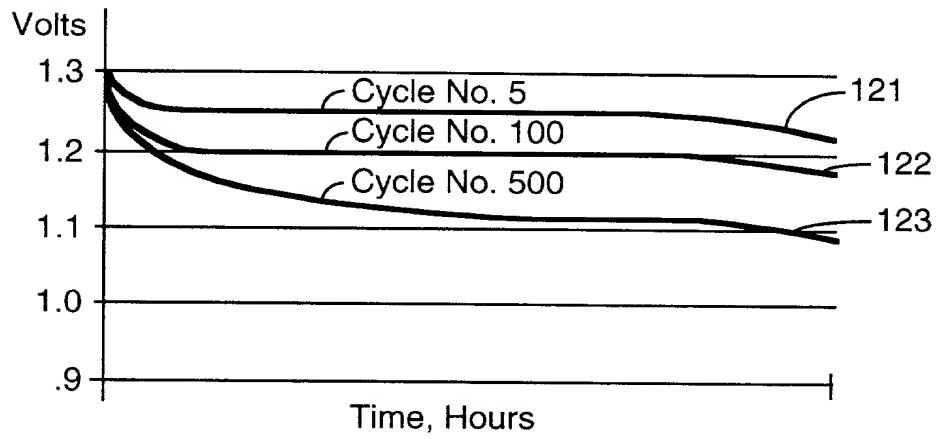 Volts
1.3
Cycle No. 5
121
Cycle No. 100
1.2
122
Cycle No. 500
123
1.1
1.0
.9
Time, Hours